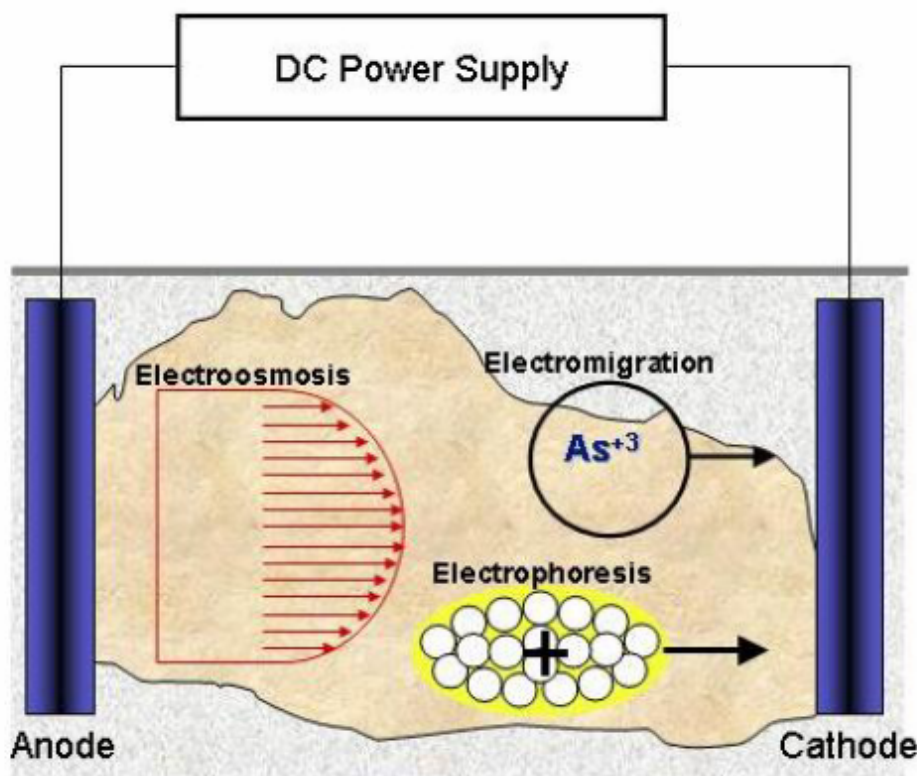 DC Power Supply
Electroosmosis
Electromigration
As+3
Electrophoresis
+
Anode
Cathode